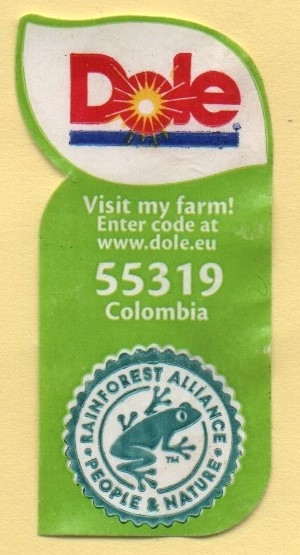 Dole
®
Visit my farm!
Enter code at
www.dole.eu
55319
Colombia
• RAINFOREST ALLIANCE •
PEOPLE & NATURE
TM